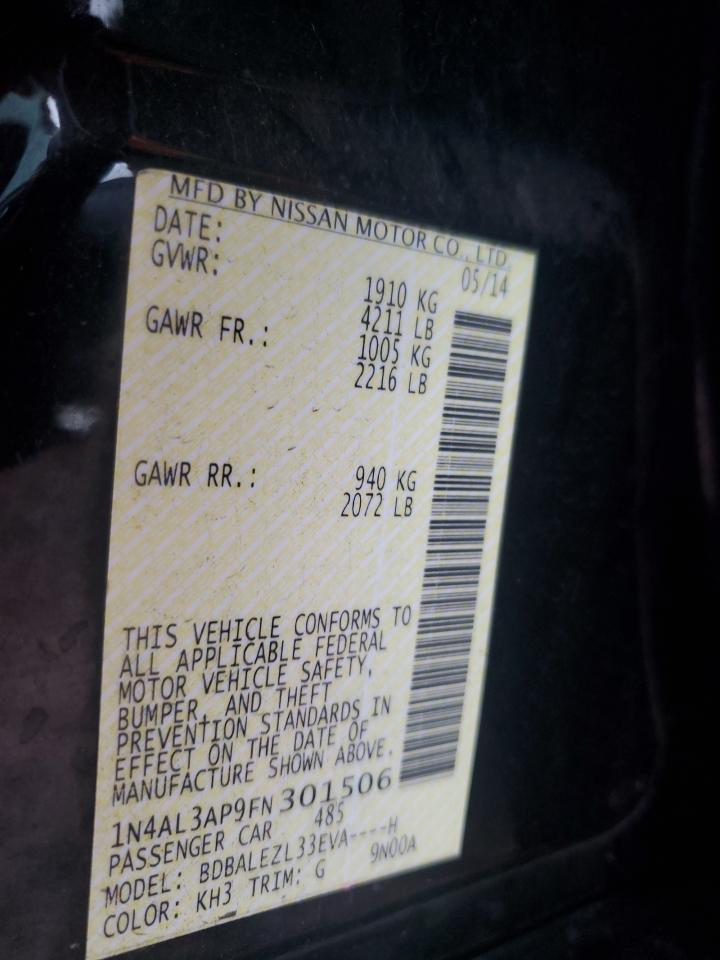 MFD BY NISSAN MOTOR CO., LTD.
DATE: 05/14
GVWR: 1910 KG
4211 LB
GAWR FR.: 1005 KG
2216 LB
GAWR RR.: 940 KG
2072 LB
THIS VEHICLE CONFORMS TO
ALL APPLICABLE FEDERAL
MOTOR VEHICLE SAFETY,
BUMPER, AND THEFT
PREVENTION STANDARDS IN
EFFECT ON THE DATE OF
MANUFACTURE SHOWN ABOVE.
1N4AL3AP9FN301506
PASSENGER CAR 485
MODEL: BDBALEZL33EVA----H
COLOR: KH3 TRIM: G 9N00A